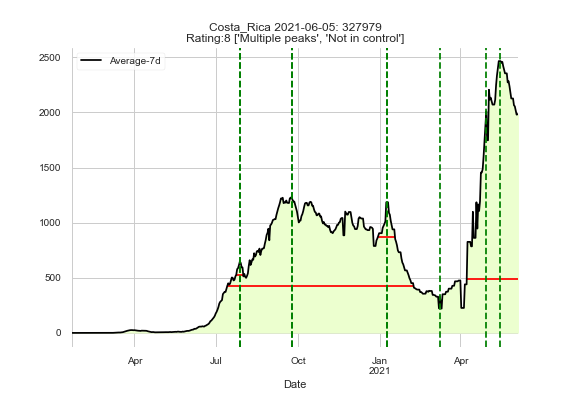 Costa_Rica 2021-06-05: 327979
Rating:8 ['Multiple peaks', 'Not in control']
Average-7d
2500
2000
1500
1000
500
0
Apr
Jul
Oct
Jan
2021
Apr
Date